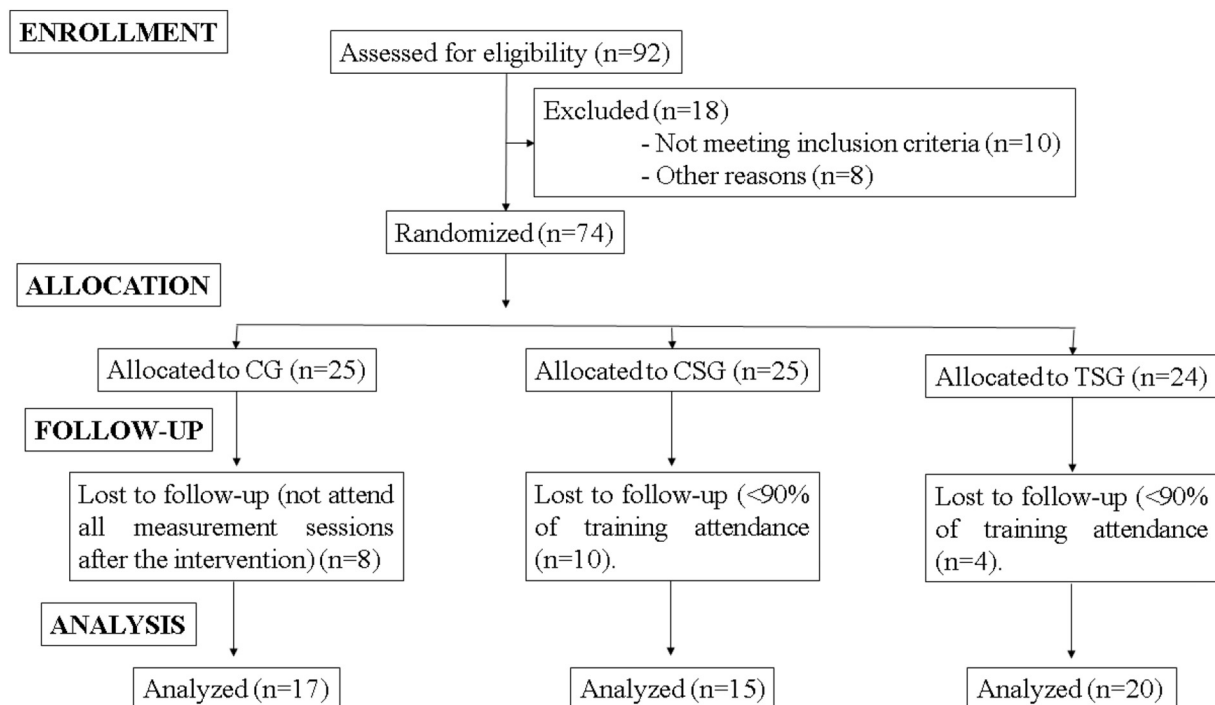 ENROLLMENT
Assessed for eligibility (n=92)
Excluded (n=18)
- Not meeting inclusion criteria (n=10)
- Other reasons (n=8)
Randomized (n=74)
ALLOCATION
Allocated to CG (n=25)
Allocated to CSG (n=25)
Allocated to TSG (n=24)
FOLLOW-UP
Lost to follow-up (not attend
all measurement sessions
after the intervention) (n=8)
Lost to follow-up (<90%
of training attendance
(n=10).
Lost to follow-up (<90%
of training attendance
(n=4).
ANALYSIS
Analyzed (n=17)
Analyzed (n=15)
Analyzed (n=20)